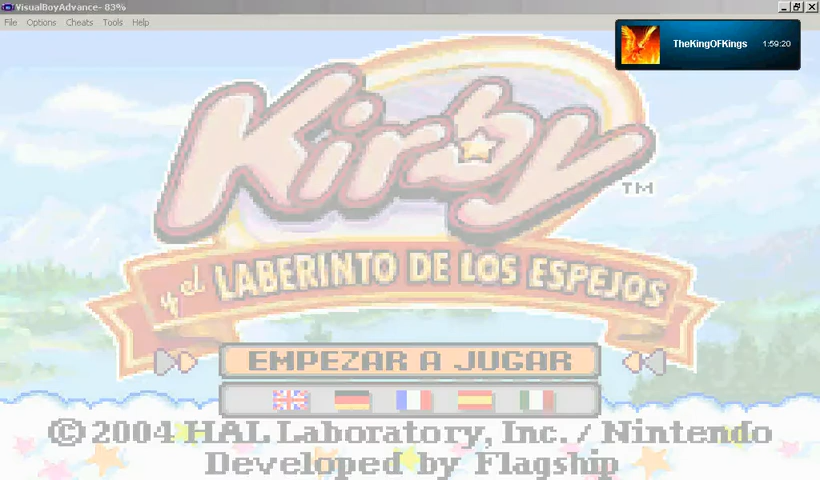 VisualBoyAdvance- 83%
File Options Cheats Tools Help
TheKingOfKings 1:59:20
Kirby TM
y el LABERINTO DE LOS ESPEJOS
EMPEZAR A JUGAR
© 2004 HAL Laboratory, Inc. / Nintendo
Developed by Flagship